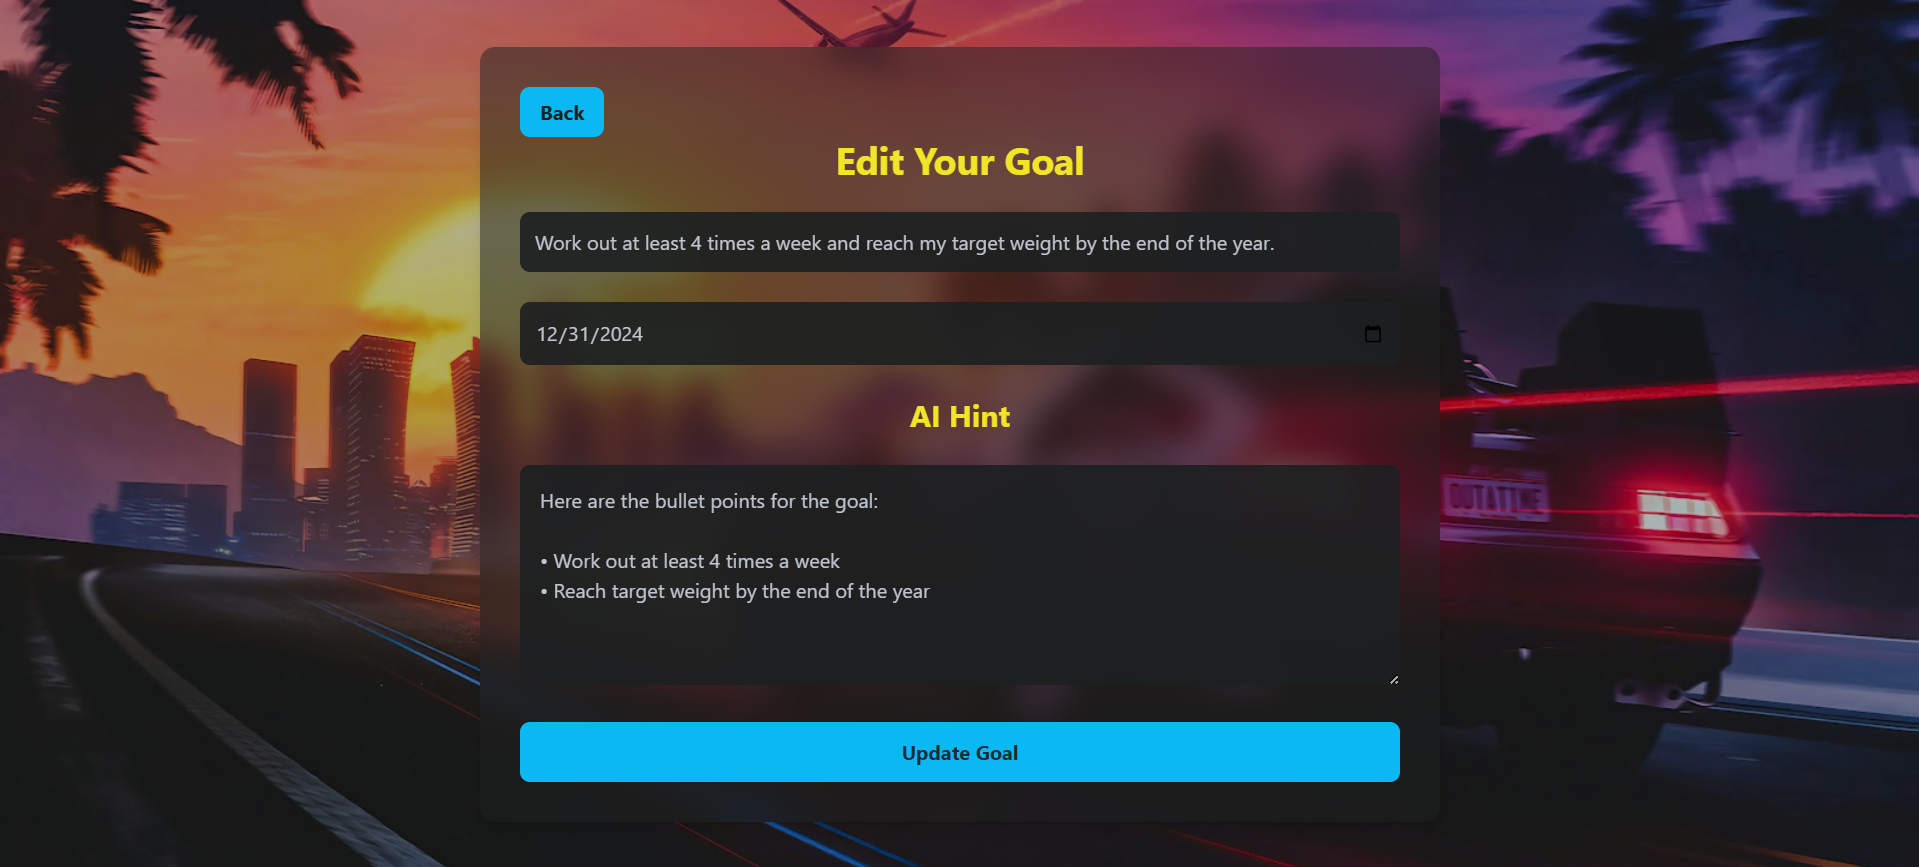 Back
Edit Your Goal
Work out at least 4 times a week and reach my target weight by the end of the year.
12/31/2024
AI Hint
Here are the bullet points for the goal:
• Work out at least 4 times a week
• Reach target weight by the end of the year
Update Goal